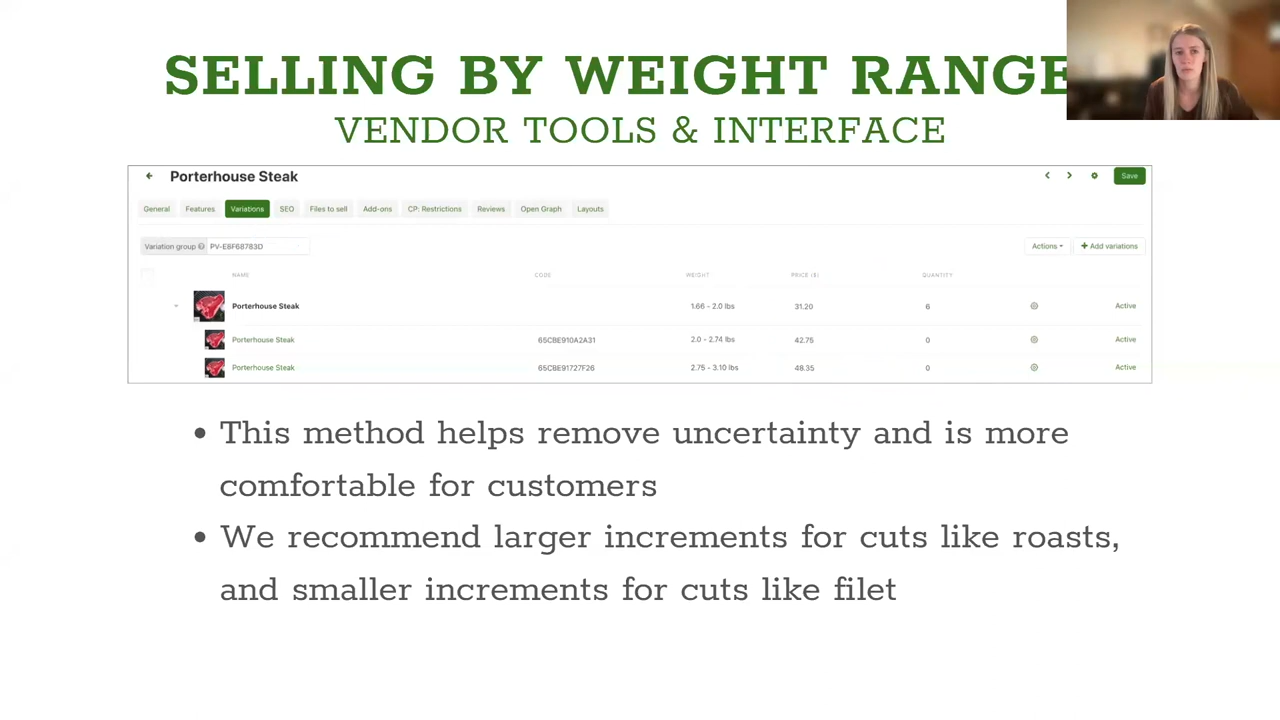 SELLING BY WEIGHT RANGE
VENDOR TOOLS & INTERFACE
Porterhouse Steak
Save
General Features Variations SEO Files to sell Add-ons CP: Restrictions Reviews Open Graph Layouts
Variation group PV-E8F68783D
Actions Add variations
NAME CODE WEIGHT PRICE ($) QUANTITY
Porterhouse Steak 1.66 - 2.0 lbs 31.20 6 Active
Porterhouse Steak 65CBE910A2A31 2.0 - 2.74 lbs 42.75 0 Active
Porterhouse Steak 65CBE91727F26 2.75 - 3.10 lbs 48.35 0 Active
• This method helps remove uncertainty and is more
comfortable for customers
• We recommend larger increments for cuts like roasts,
and smaller increments for cuts like filet